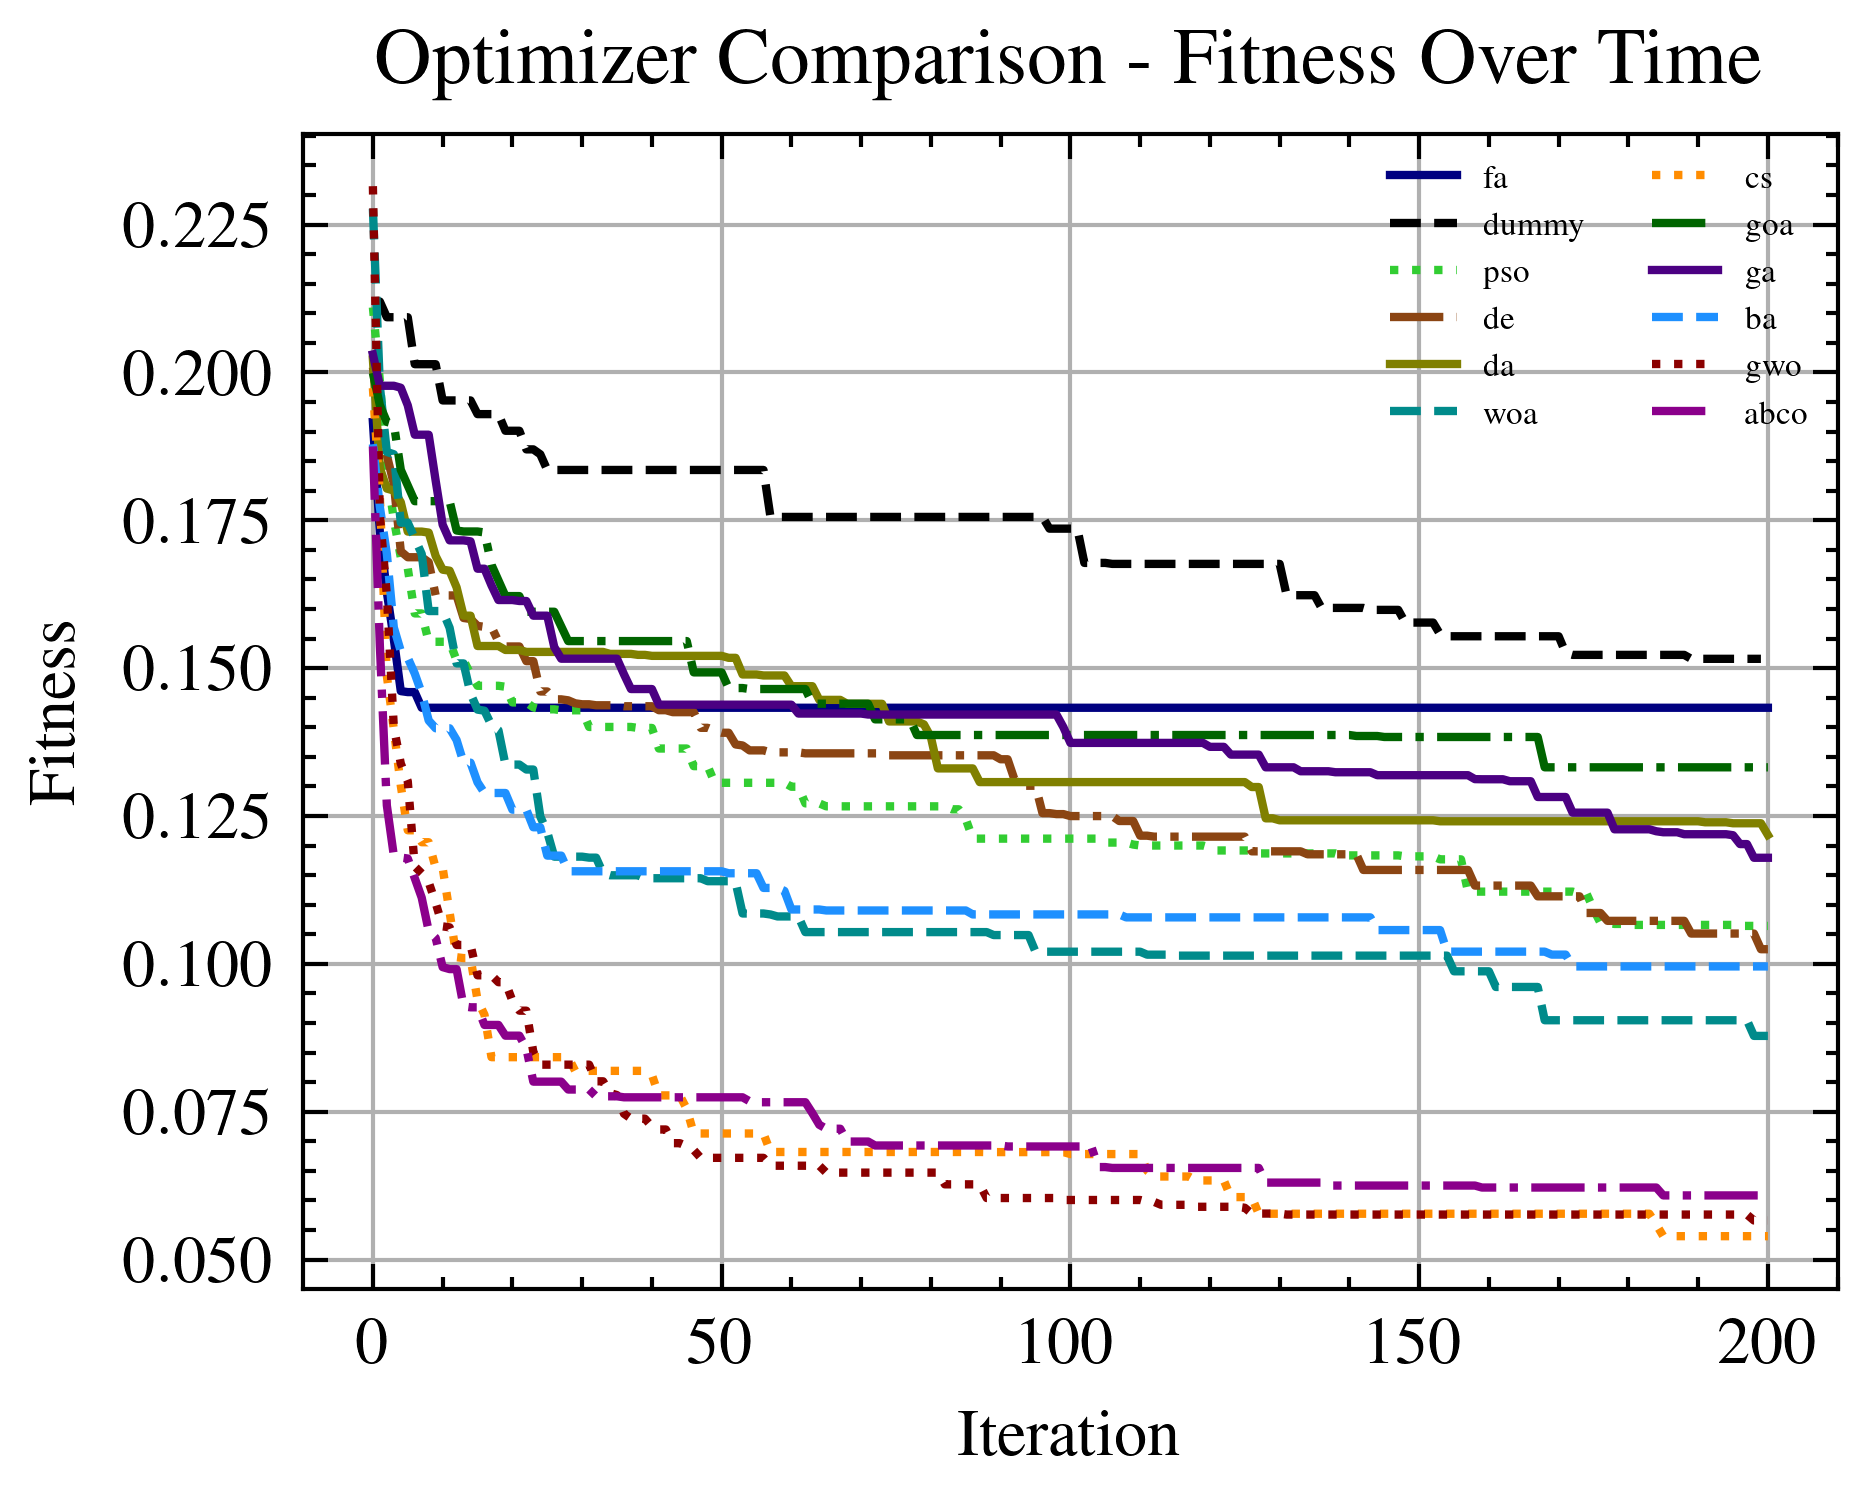 Optimizer Comparison - Fitness Over Time
fa
dummy
pso
de
da
woa
cs
goa
ga
ba
gwo
abco
0.225
0.200
0.175
0.150
0.125
0.100
0.075
0.050
Fitness
0 50 100 150 200
Iteration